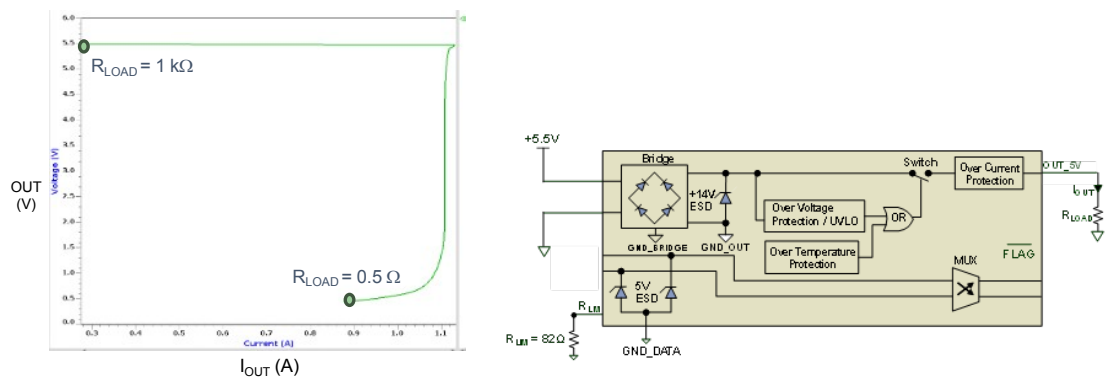 6.0
5.5
5.0
4.5
4.0
3.5
3.0
2.5
2.0
1.5
1.0
0.5
0.0
OUT
(V)
Voltage (V)
R_LOAD = 1 kΩ
R_LOAD = 0.5 Ω
0.3 0.4 0.5 0.6 0.7 0.8 0.9 1.0 1.1
Current (A)
I_OUT (A)
+5.5V
Bridge
Switch
Over Current
Protection
OUT_5V
I_OUT
R_LOAD
+14V
ESD
Over Voltage
Protection / UVLO
OR
GND_BRIDGE
GND_OUT
Over Temperature
Protection
FLAG
MUX
5V
ESD
R_LIM
R_LIM = 82Ω
GND_DATA